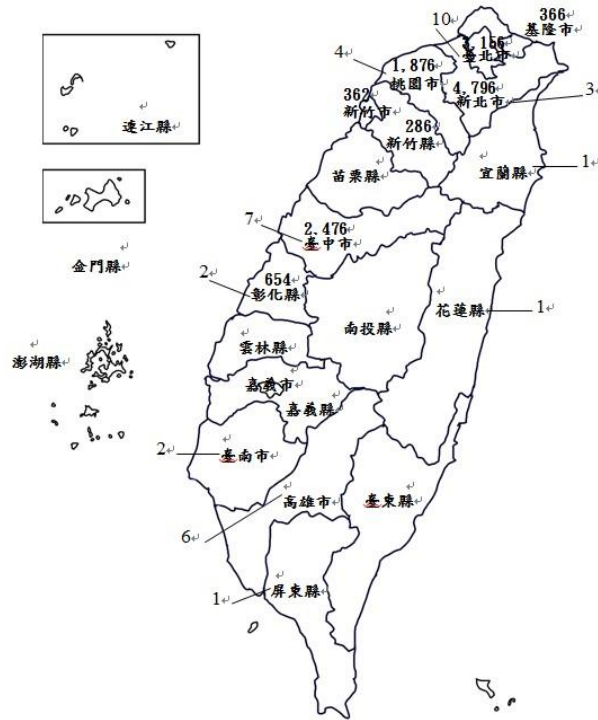 366
基隆市
10
156
臺北市
4
1,876
桃園市
4,796
新北市
3
362
新竹市
286
新竹縣
連江縣
苗栗縣
宜蘭縣
1
7
2,476
臺中市
金門縣
2
654
彰化縣
花蓮縣
1
南投縣
雲林縣
澎湖縣
嘉義市
嘉義縣
2
臺南市
高雄市
臺東縣
6
1
屏東縣